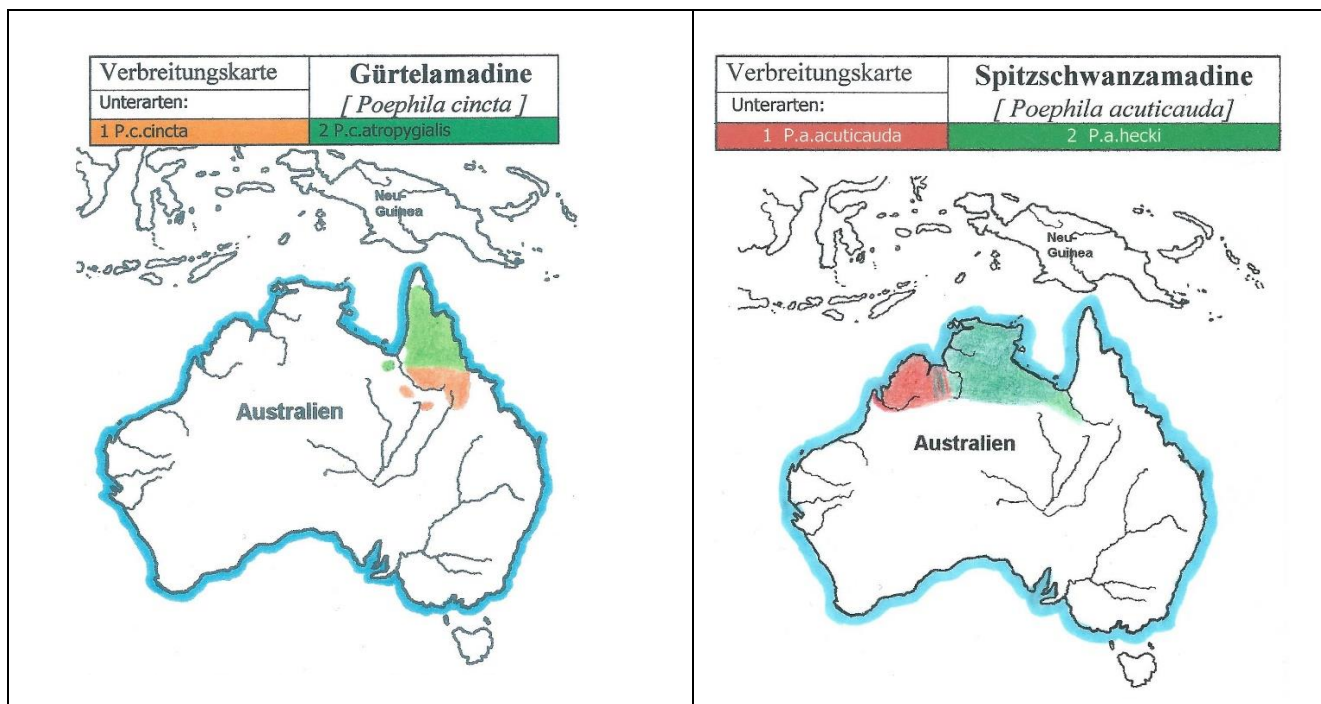 Verbreitungskarte
Gürtelamadine
Unterarten:
[ Poephila cincta ]
1 P.c.cincta
2 P.c.atropygialis
Neu-
Guinea
Australien
Verbreitungskarte
Spitzschwanzamadine
Unterarten:
[ Poephila acuticauda]
1 P.a.acuticauda
2 P.a.hecki
Neu-
Guinea
Australien